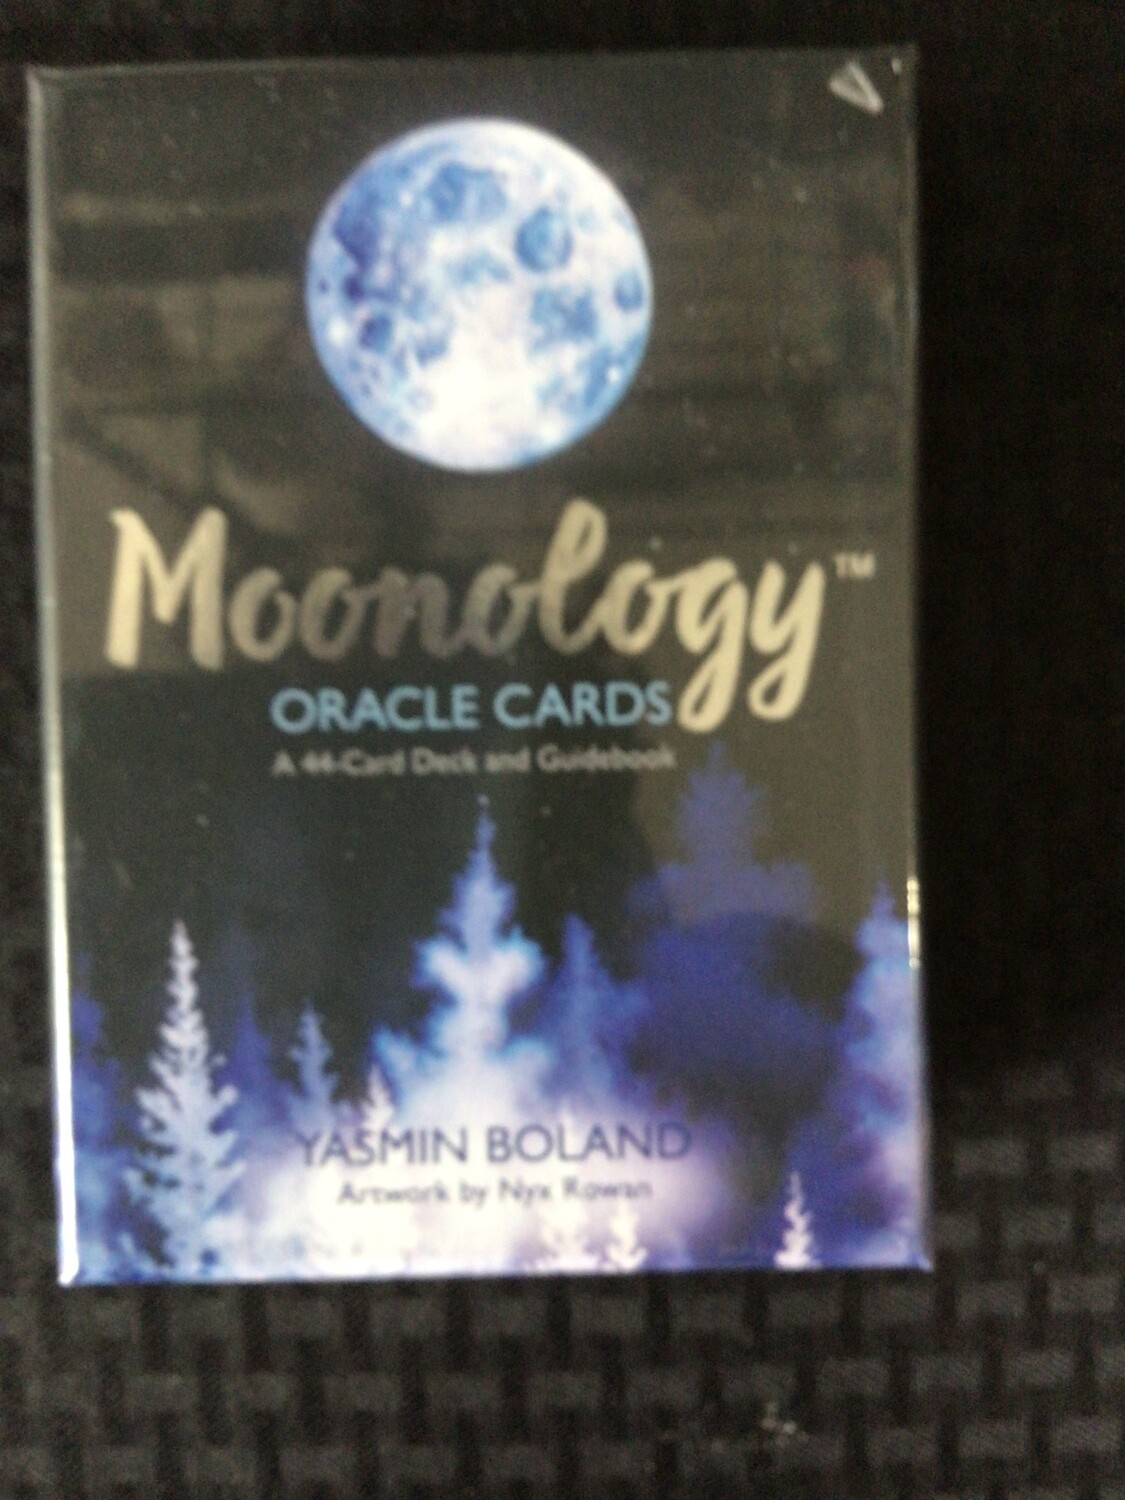 Moonology™
ORACLE CARDS
A 44-Card Deck and Guidebook
YASMIN BOLAND
Artwork by Nyx Rowan